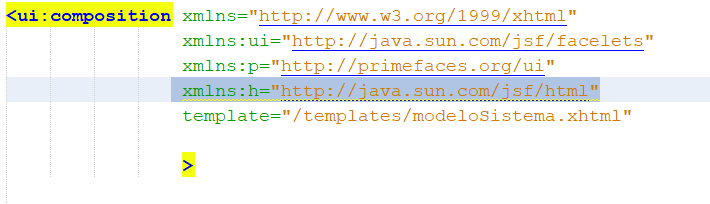 <ui:composition xmlns="http://www.w3.org/1999/xhtml"
xmlns:ui="http://java.sun.com/jsf/facelets"
xmlns:p="http://primefaces.org/ui"
xmlns:h="http://java.sun.com/jsf/html"
template="/templates/modeloSistema.xhtml"
>